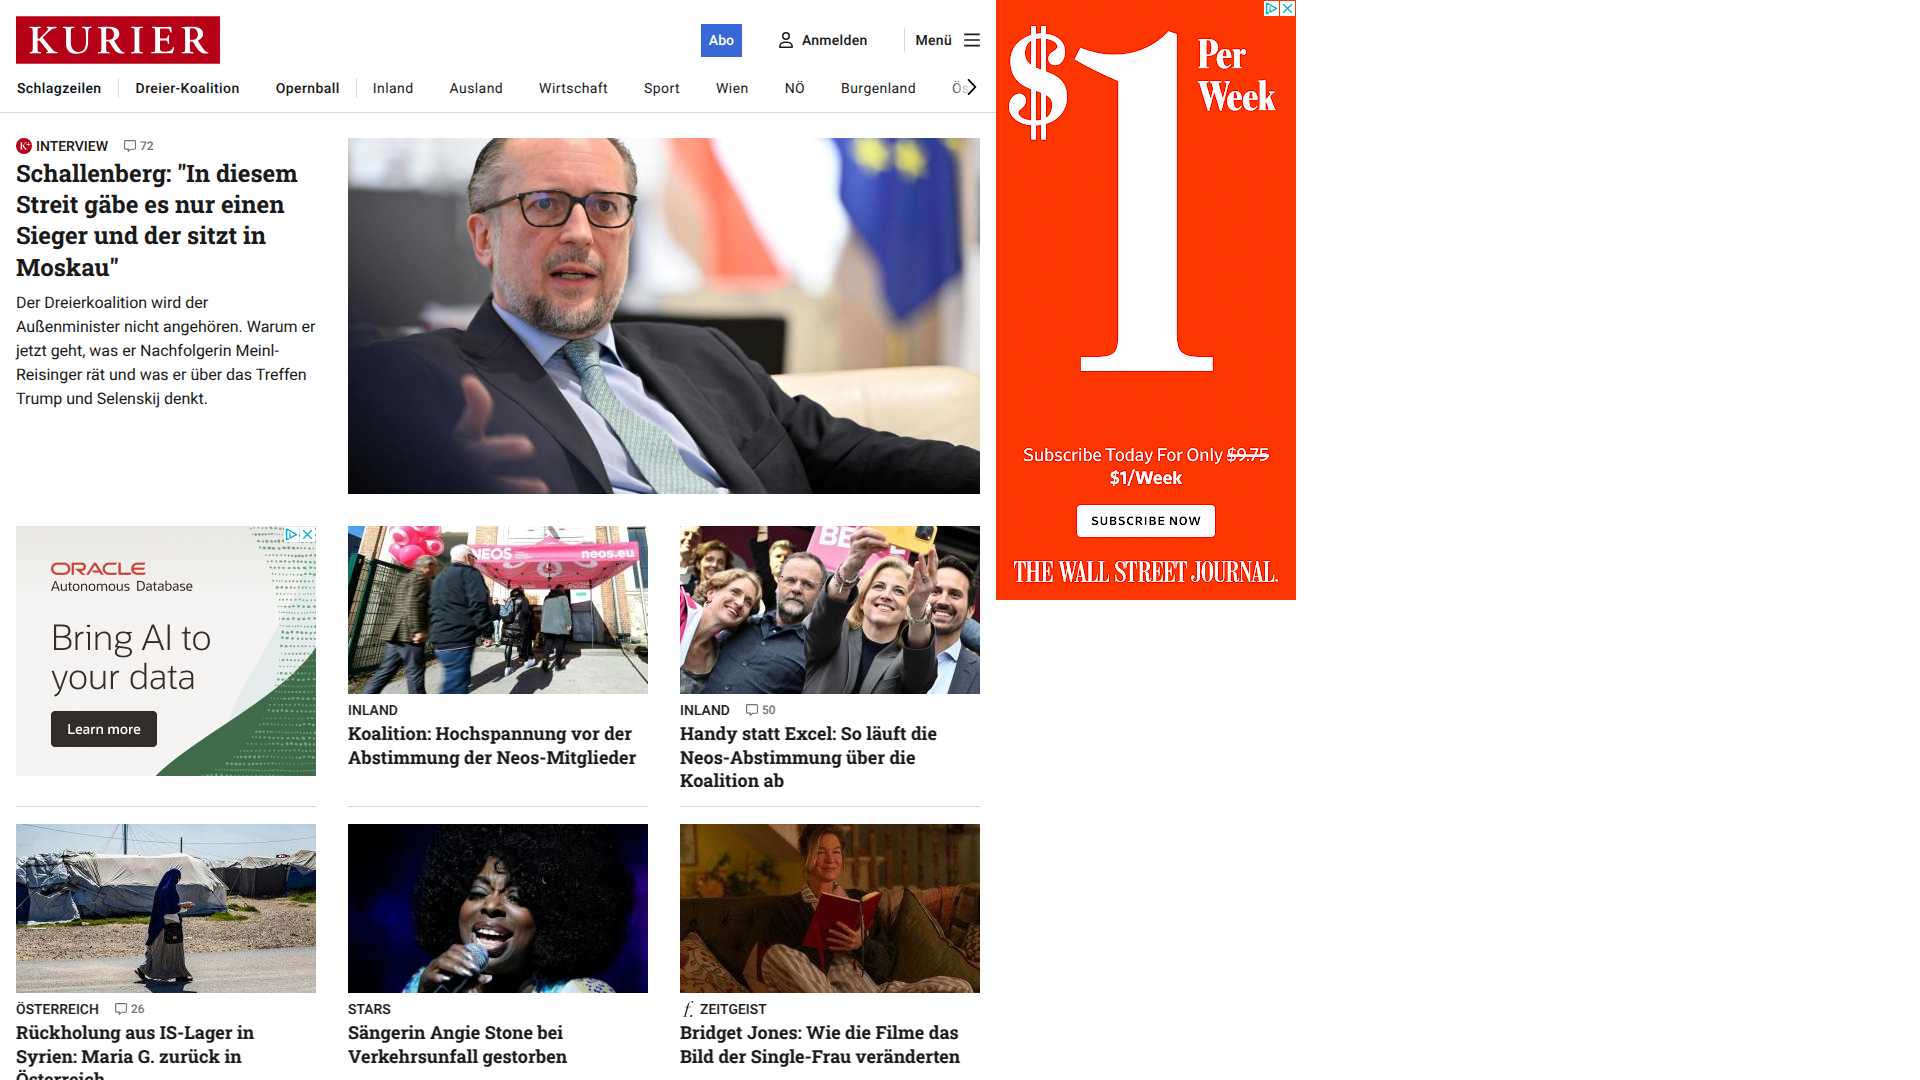 KURIER
Abo
Anmelden
Menü
Schlagzeilen
Dreier-Koalition
Opernball
Inland
Ausland
Wirtschaft
Sport
Wien
NÖ
Burgenland
INTERVIEW 72
Schallenberg: "In diesem
Streit gäbe es nur einen
Sieger und der sitzt in
Moskau"
Der Dreierkoalition wird der
Außenminister nicht angehören. Warum er
jetzt geht, was er Nachfolgerin Meinl-
Reisinger rät und was er über das Treffen
Trump und Selenskij denkt.
$1 Per
Week
Subscribe Today For Only $9.75
$1/Week
SUBSCRIBE NOW
THE WALL STREET JOURNAL.
ORACLE
Autonomous Database
Bring AI to
your data
Learn more
NEOS
neos.eu
INLAND
Koalition: Hochspannung vor der
Abstimmung der Neos-Mitglieder
INLAND 50
Handy statt Excel: So läuft die
Neos-Abstimmung über die
Koalition ab
ÖSTERREICH 26
Rückholung aus IS-Lager in
Syrien: Maria G. zurück in
Österreich
STARS
Sängerin Angie Stone bei
Verkehrsunfall gestorben
f. ZEITGEIST
Bridget Jones: Wie die Filme das
Bild der Single-Frau veränderten